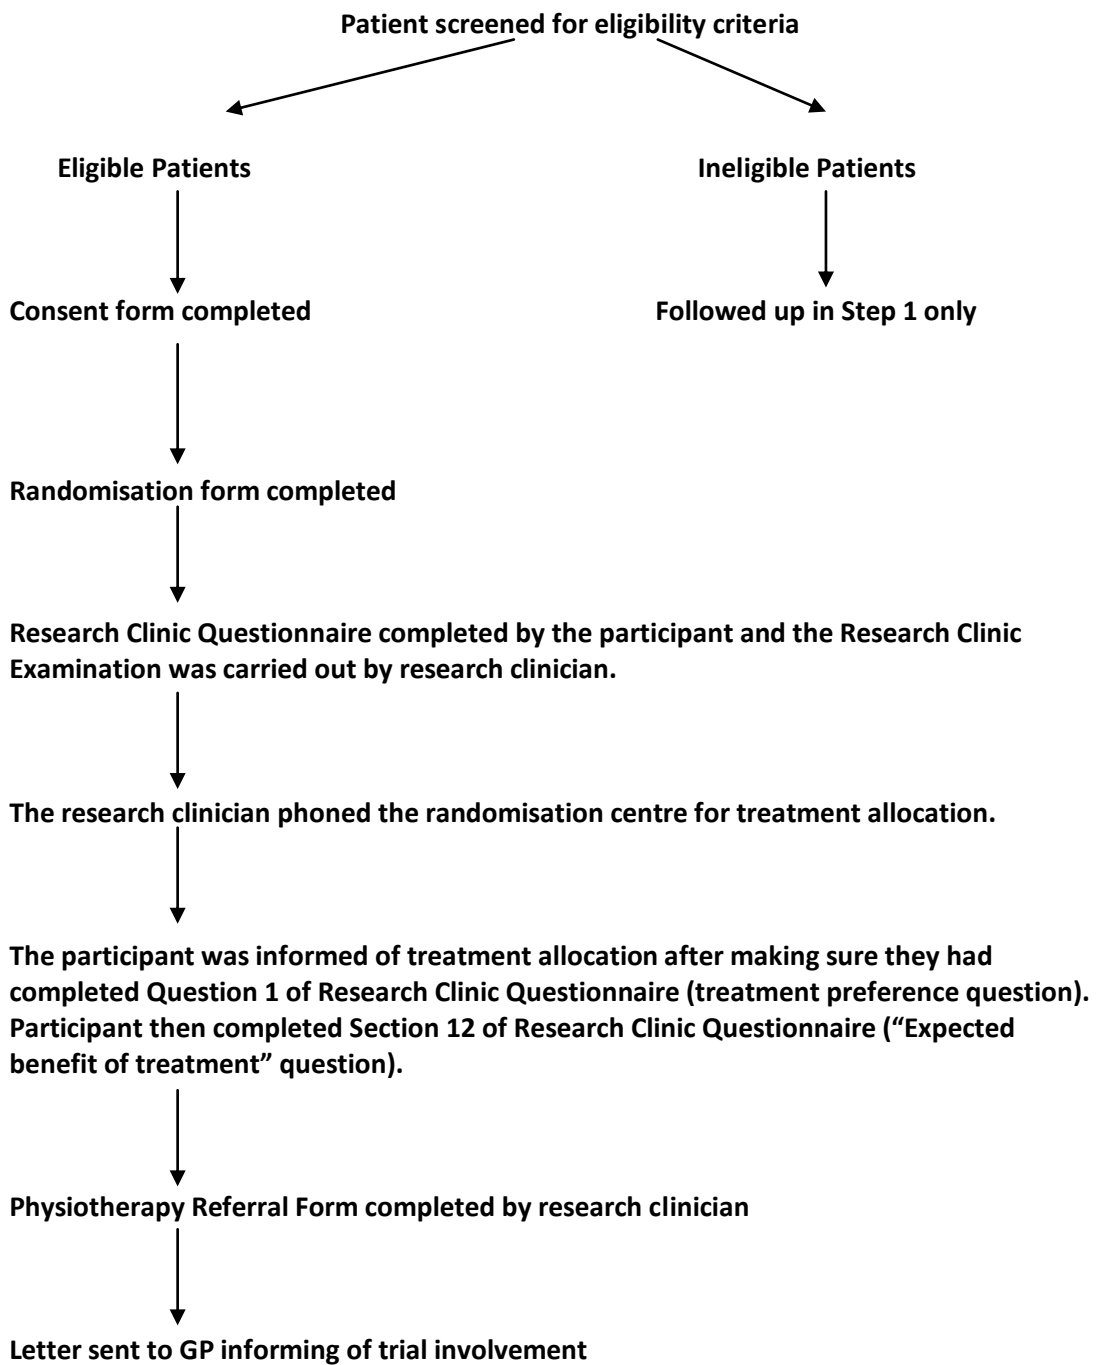 Patient screened for eligibility criteria
Eligible Patients
Ineligible Patients
Consent form completed
Followed up in Step 1 only
Randomisation form completed
Research Clinic Questionnaire completed by the participant and the Research Clinic
Examination was carried out by research clinician.
The research clinician phoned the randomisation centre for treatment allocation.
The participant was informed of treatment allocation after making sure they had
completed Question 1 of Research Clinic Questionnaire (treatment preference question).
Participant then completed Section 12 of Research Clinic Questionnaire (“Expected
benefit of treatment” question).
Physiotherapy Referral Form completed by research clinician
Letter sent to GP informing of trial involvement